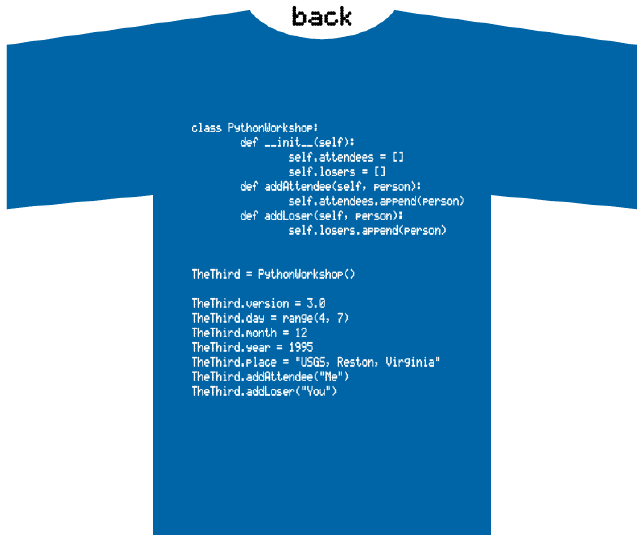 back
class PythonWorkshop:
def __init__(self):
self.attendees = []
self.losers = []
def addAttendee(self, person):
self.attendees.append(person)
def addLoser(self, person):
self.losers.append(person)
TheThird = PythonWorkshop()
TheThird.version = 3.0
TheThird.day = range(4, 7)
TheThird.month = 12
TheThird.year = 1995
TheThird.place = "USGS, Reston, Virginia"
TheThird.addAttendee("Me")
TheThird.addLoser("You")